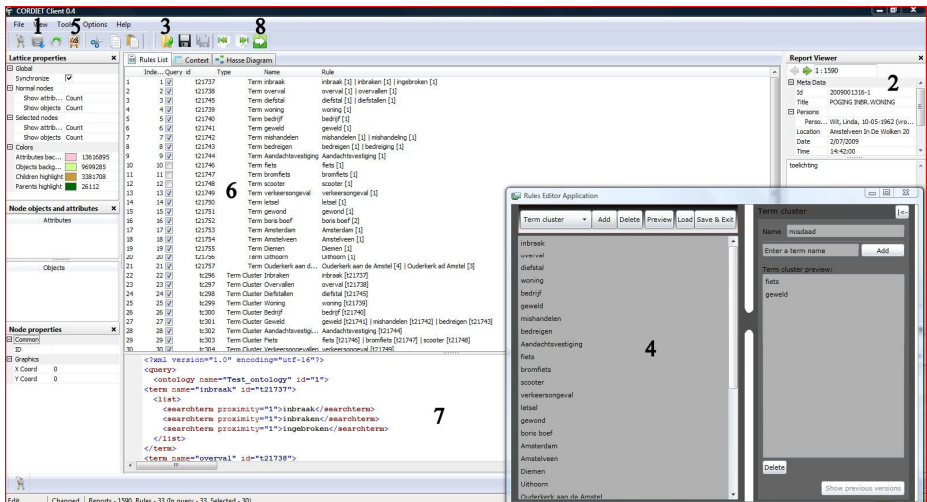 CORDIET Client 0.4
File View Tools Options Help
1 5 3 8
Lattice properties x
Global
Synchronize
Normal nodes
Show attrib... Count
Show objects Count
Selected nodes
Show attrib... Count
Show objects Count
Colors
Attributes bac... 13616895
Objects backg... 9699285
Children highlight 3381708
Parents highlight 26112
Node objects and attributes x
Attributes
Objects
Node properties x
Common
ID
Graphics
X Coord 0
Y Coord 0
Rules List Context Hasse Diagram
Inde... Query id Type Name Rule
1 1 t21737 Term inbraak inbraak [1] | inbraken [1] | ingebroken [1]
2 2 t21738 Term overval overval [1] | overvallen [1]
3 3 t21745 Term diefstal diefstal [1] | diefstallen [1]
4 4 t21739 Term woning woning [1]
5 5 t21740 Term bedrijf bedrijf [1]
6 6 t21741 Term geweld geweld [1]
7 7 t21742 Term mishandelen mishandelen [1] | mishandeling [1]
8 8 t21743 Term bedreigen bedreigen [1] | bedreiging [1]
9 9 t21744 Term Aandachtsvestiging Aandachtsvestiging [1]
10 10 t21746 Term fiets fiets [1]
11 11 t21747 Term bromfiets bromfiets [1]
12 12 t21748 Term scooter scooter [1]
13 13 t21749 Term verkeersongeval verkeersongeval [1]
14 14 t21750 Term letsel letsel [1]
15 15 t21751 Term gewond gewond [1]
16 16 t21752 Term boris boef boris boef [2]
17 17 t21753 Term Amsterdam Amsterdam [1]
18 18 t21754 Term Amstelveen Amstelveen [1]
19 19 t21755 Term Diemen Diemen [1]
20 20 t21756 Term Uithoorn Uithoorn [1]
21 21 t21757 Term Ouderkerk aan d... Ouderkerk aan de Amstel [4] | Ouderkerk ad Amstel [3]
22 22 tc296 Term Cluster Inbraken inbraak [t21737]
23 23 tc297 Term Cluster Overvallen overval [t21738]
24 24 tc298 Term Cluster Diefstallen diefstal [t21745]
25 25 tc299 Term Cluster Woning woning [t21739]
26 26 tc300 Term Cluster Bedrijf bedrijf [t21740]
27 27 tc301 Term Cluster Geweld geweld [t21741] | mishandelen [t21742] | bedreigen [t21743]
28 28 tc302 Term Cluster Aandachtsvestigi... Aandachtsvestiging [t21744]
29 29 tc303 Term Cluster Fiets fiets [t21746] | bromfiets [t21747] | scooter [t21748]
30 30 tc304 Term Cluster Verkeersongevallen verkeersongeval [t21749]
6
<?xml version="1.0" encoding="utf-16"?>
<query>
<ontology name="Test_ontology" id="1">
<term name="inbraak" id="t21737">
<list>
<searchterm proximity="1">inbraak</searchterm>
<searchterm proximity="1">inbraken</searchterm>
<searchterm proximity="1">ingebroken</searchterm>
</list>
</term>
<term name="overval" id="t21738">
7
Report Viewer x
1 : 1590
2
Meta Data
Id 2009001316-1
Title POGING INBR.WONING
Persons
Perso... Wit, Linda, 10-05-1962 (vro...
Location Amstelveen In De Wolken 20
Date 2/07/2009
Time 14:42:00
toelichting
Rules Editor Application
Term cluster Add Delete Preview Load Save & Exit
inbraak
overval
diefstal
woning
bedrijf
geweld
mishandelen
bedreigen
Aandachtsvestiging
fiets
bromfiets
scooter
verkeersongeval
letsel
gewond
boris boef
Amsterdam
Amstelveen
Diemen
Uithoorn
Ouderkerk aan de Amstel
4
Term cluster |<-
Name misdaad
Enter a term name Add
Term cluster preview:
fiets
geweld
Delete
Show previous versions
Edit Changed Reports - 1590, Rules - 33 (In query - 33, Selected - 30)